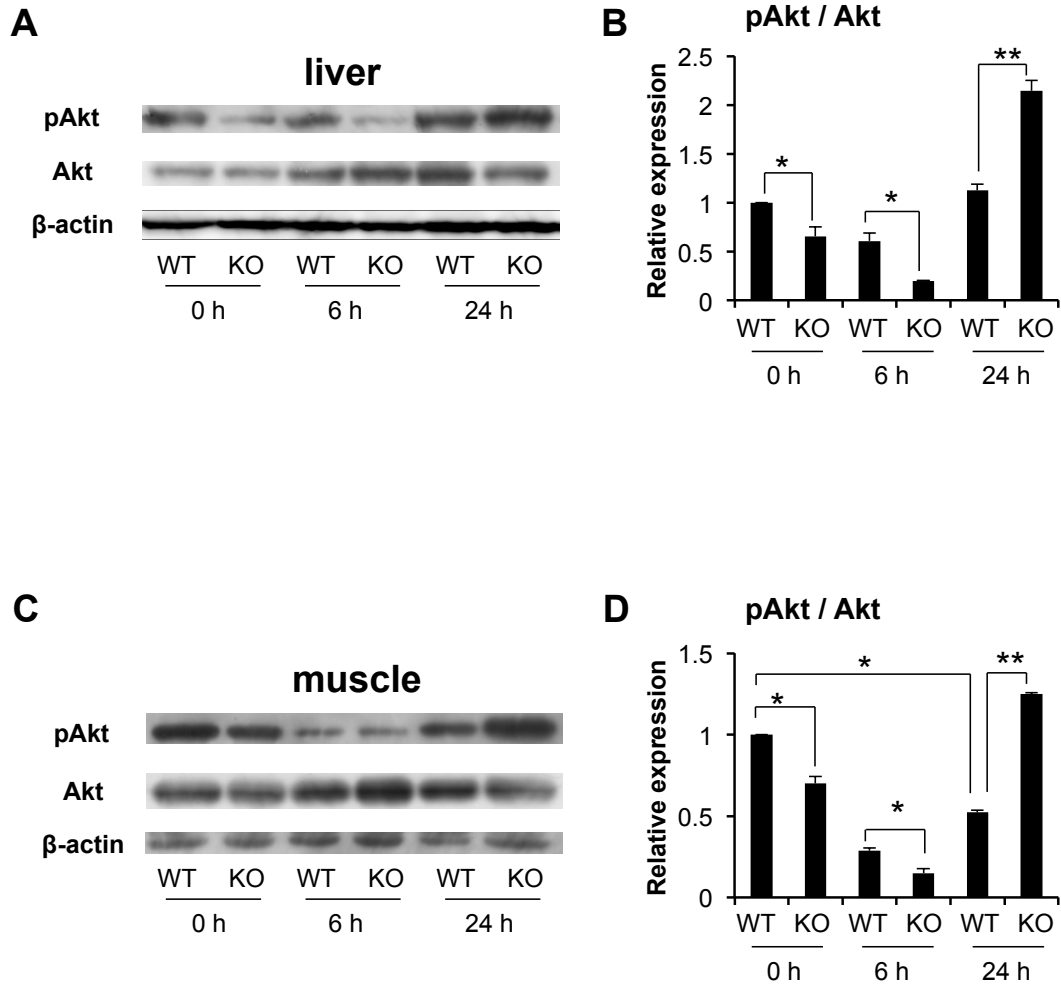 A
liver
pAkt
Akt
β-actin
WT KO WT KO WT KO
0 h 6 h 24 h
B
pAkt / Akt
Relative expression
2.5
2
1.5
1
0.5
0
* * **
WT KO WT KO WT KO
0 h 6 h 24 h
C
muscle
pAkt
Akt
β-actin
WT KO WT KO WT KO
0 h 6 h 24 h
D
pAkt / Akt
Relative expression
1.5
1
0.5
0
* **
*
*
WT KO WT KO WT KO
0 h 6 h 24 h